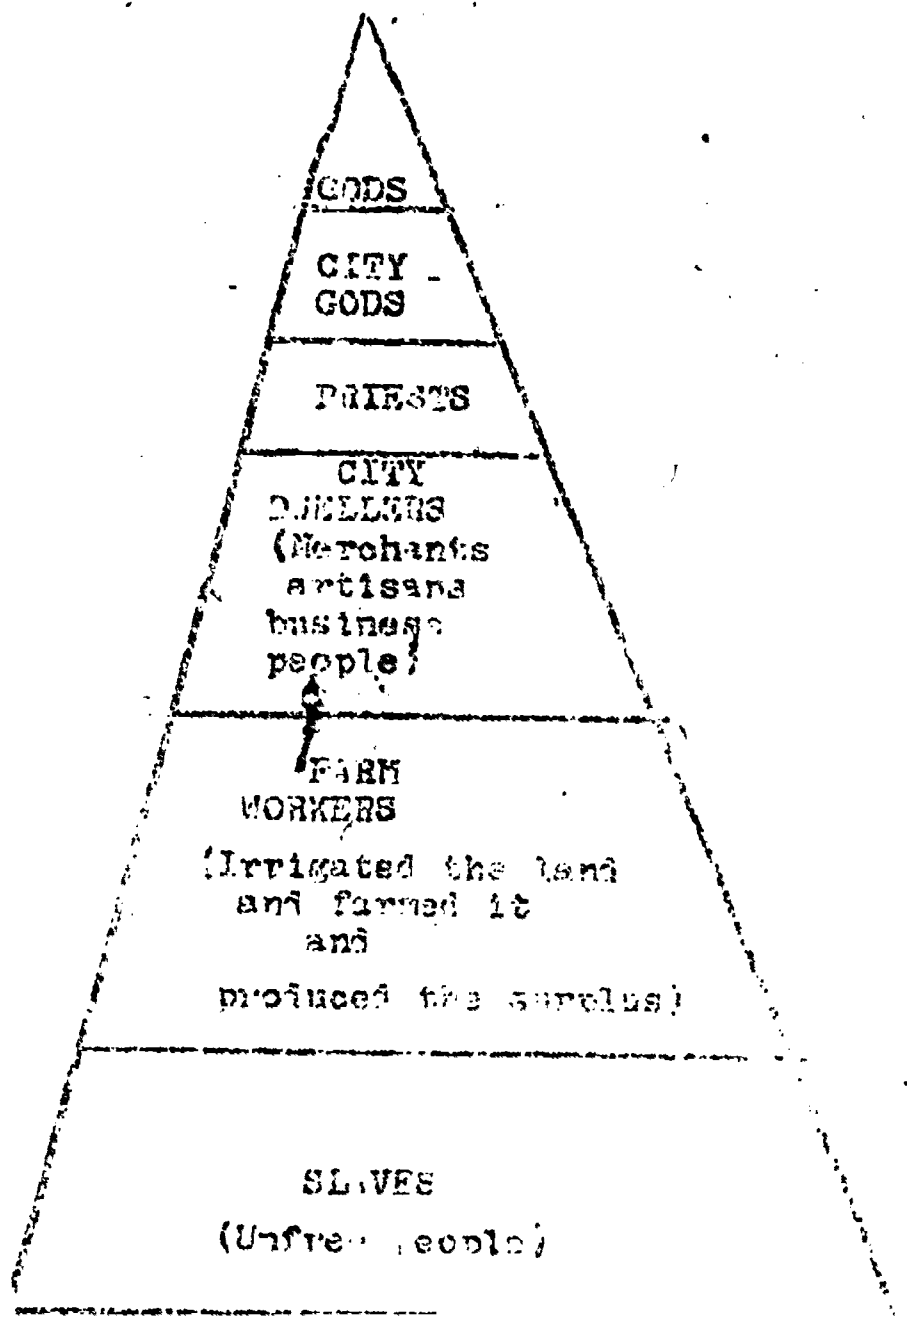 GODS
CITY
GODS
PRIESTS
CITY
DWELLERS
(Merchants
artisans
business
people)
FARM
WORKERS
(Irrigated the land
and farmed it
and
produced the surplus)
SLAVES
(Unfree people)